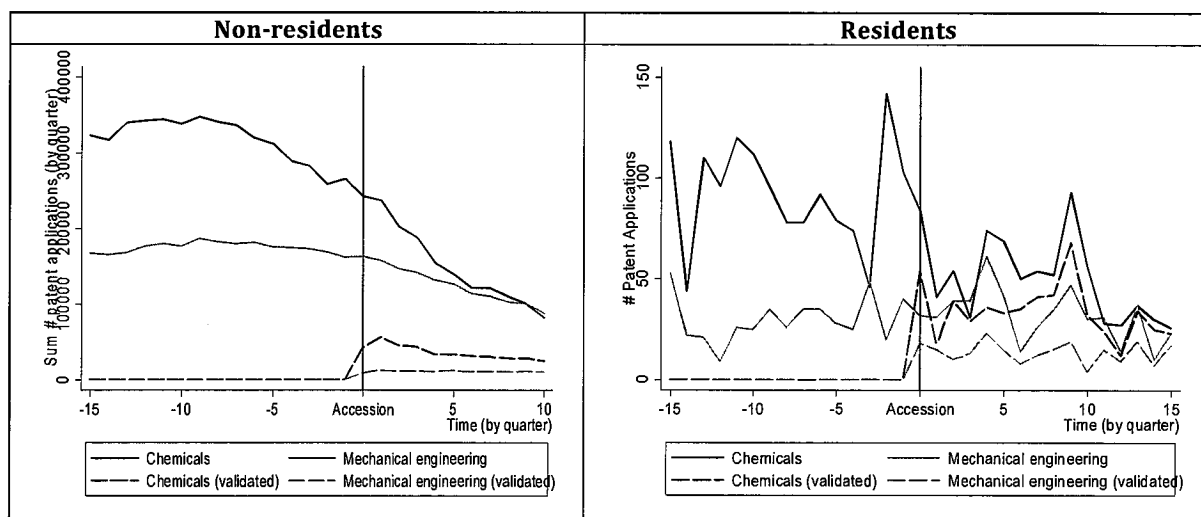 Non-residents
Residents
Sum # patent applications (by quarter)
400000
300000
200000
100000
0
-15
-10
-5
Accession
5
10
Time (by quarter)
Chemicals
Mechanical engineering
Chemicals (validated)
Mechanical engineering (validated)
# Patent Applications
150
100
50
0
-15
-10
-5
Accession
5
10
15
Time (by quarter)
Chemicals
Mechanical engineering
Chemicals (validated)
Mechanical engineering (validated)